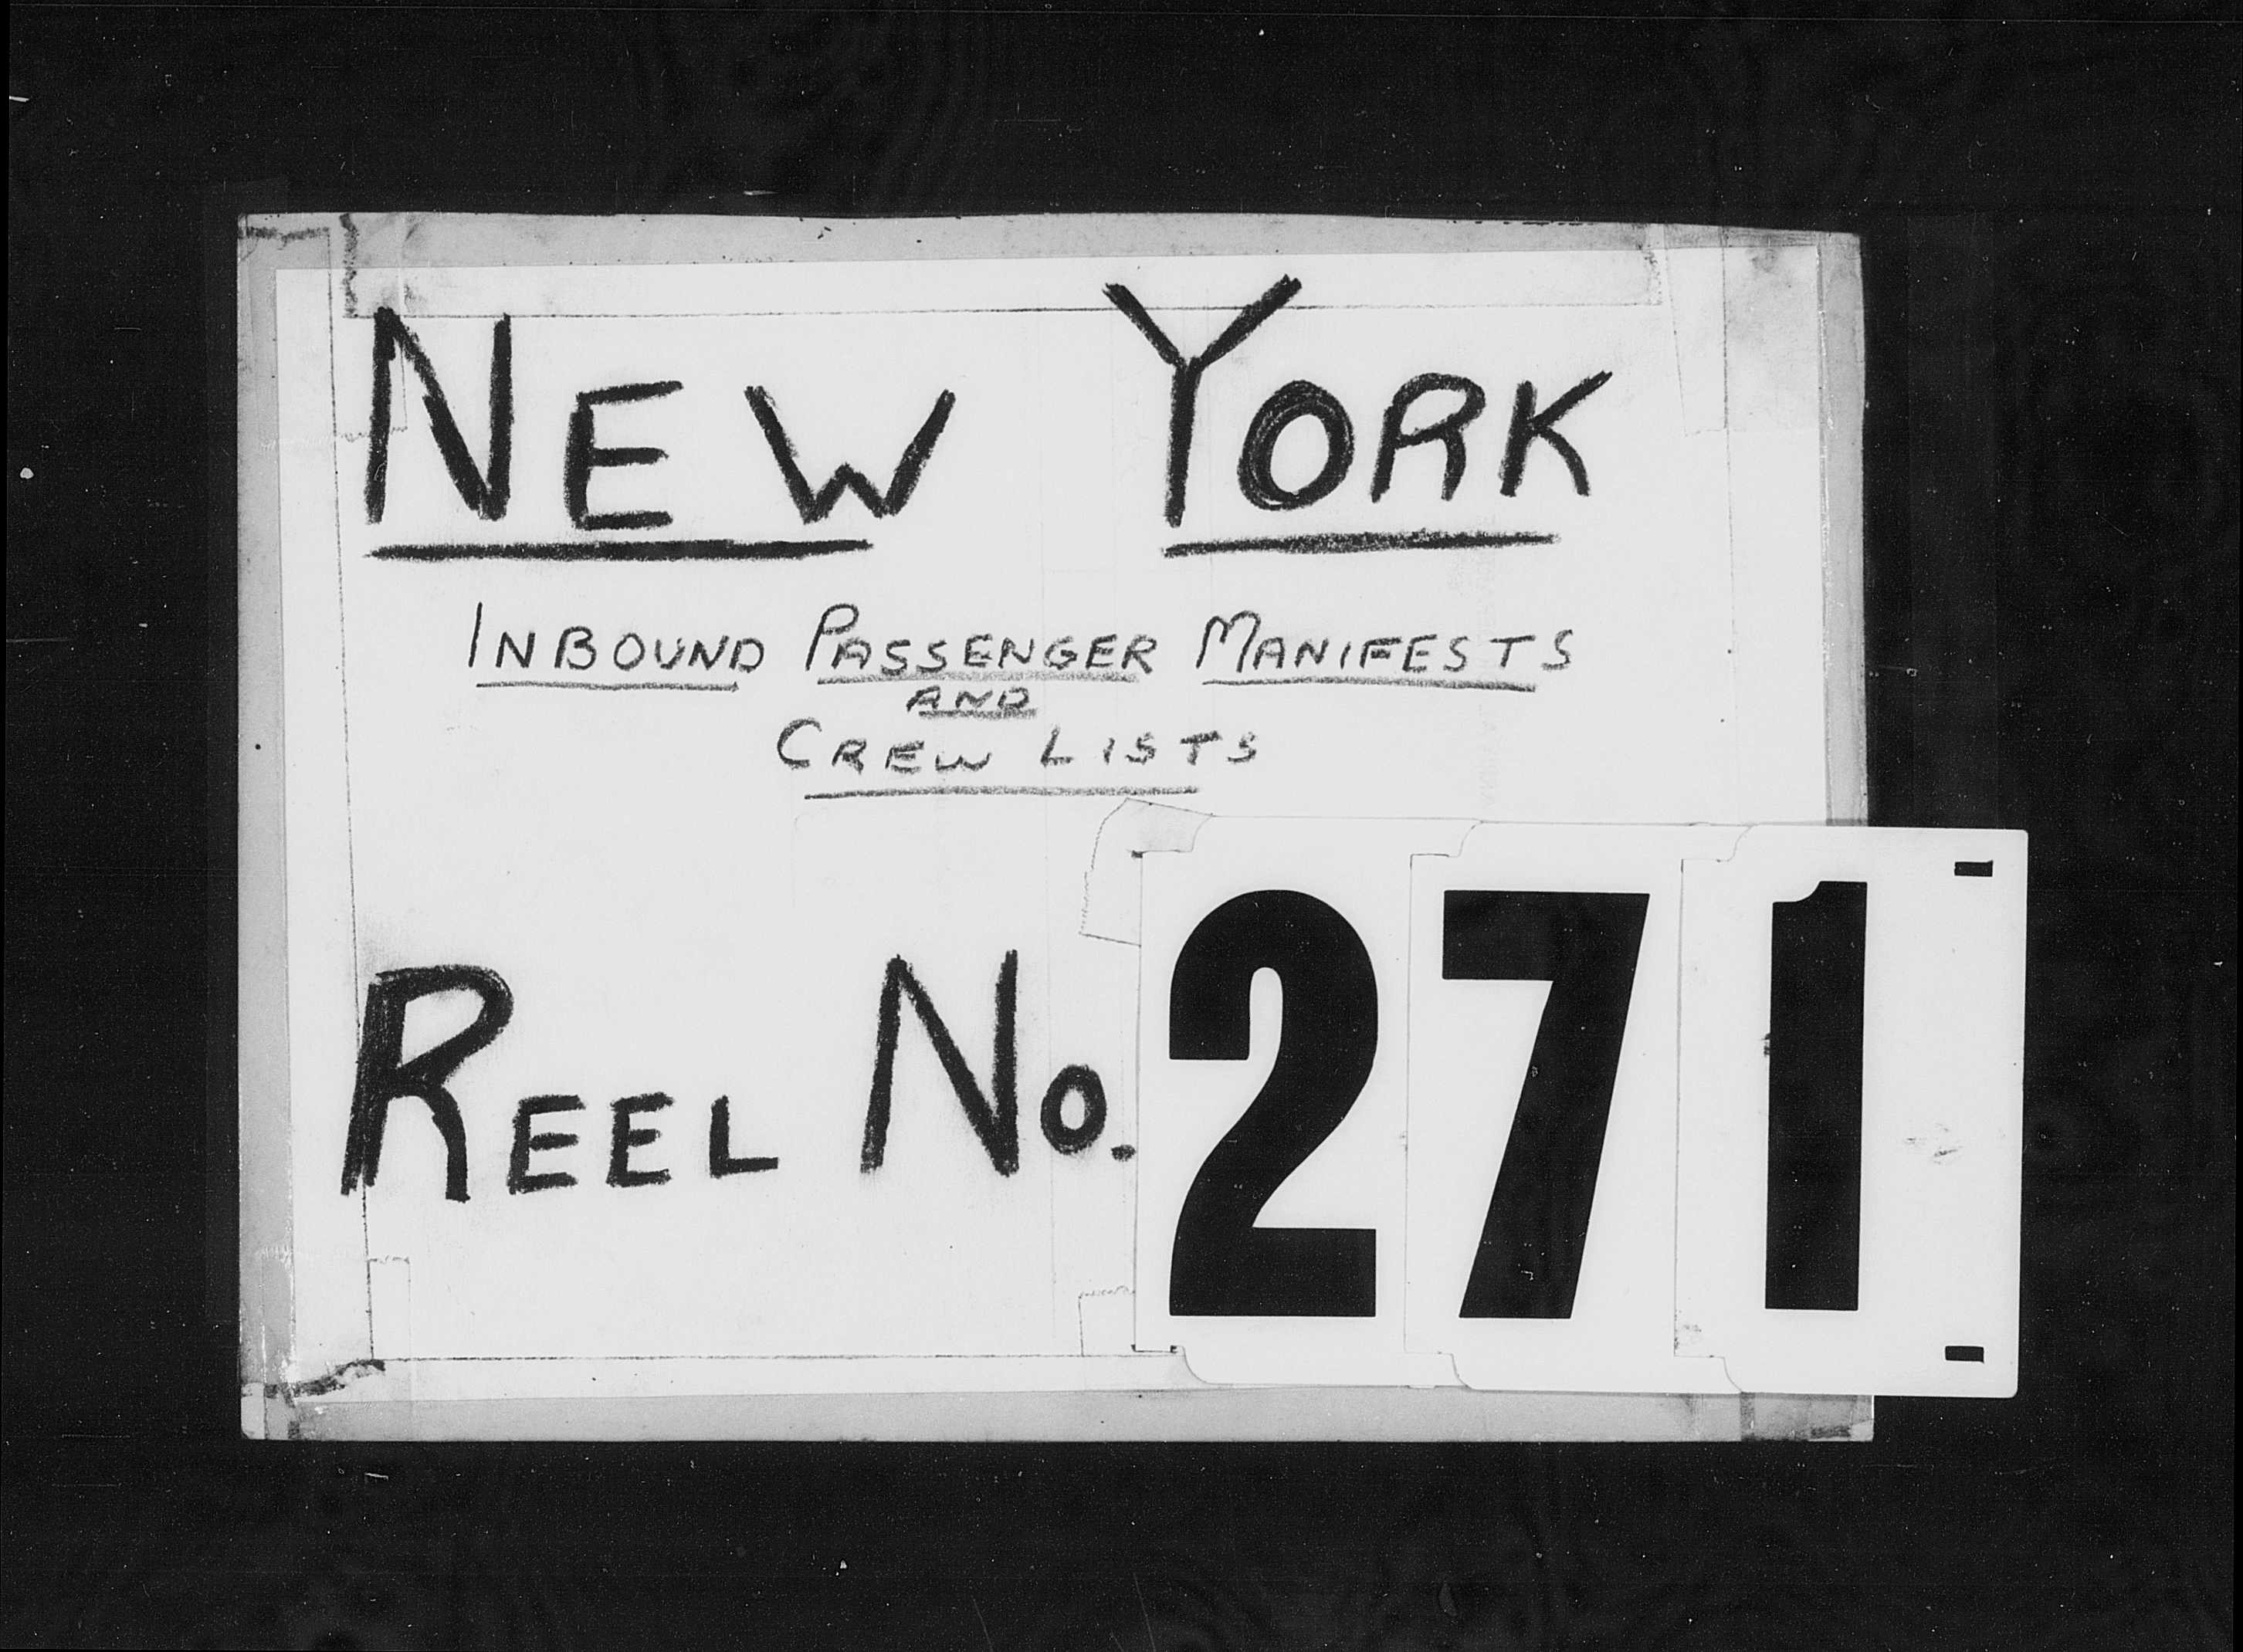 NEW YORK
INBOUND PASSENGER MANIFESTS
AND
CREW LISTS
REEL NO. 271